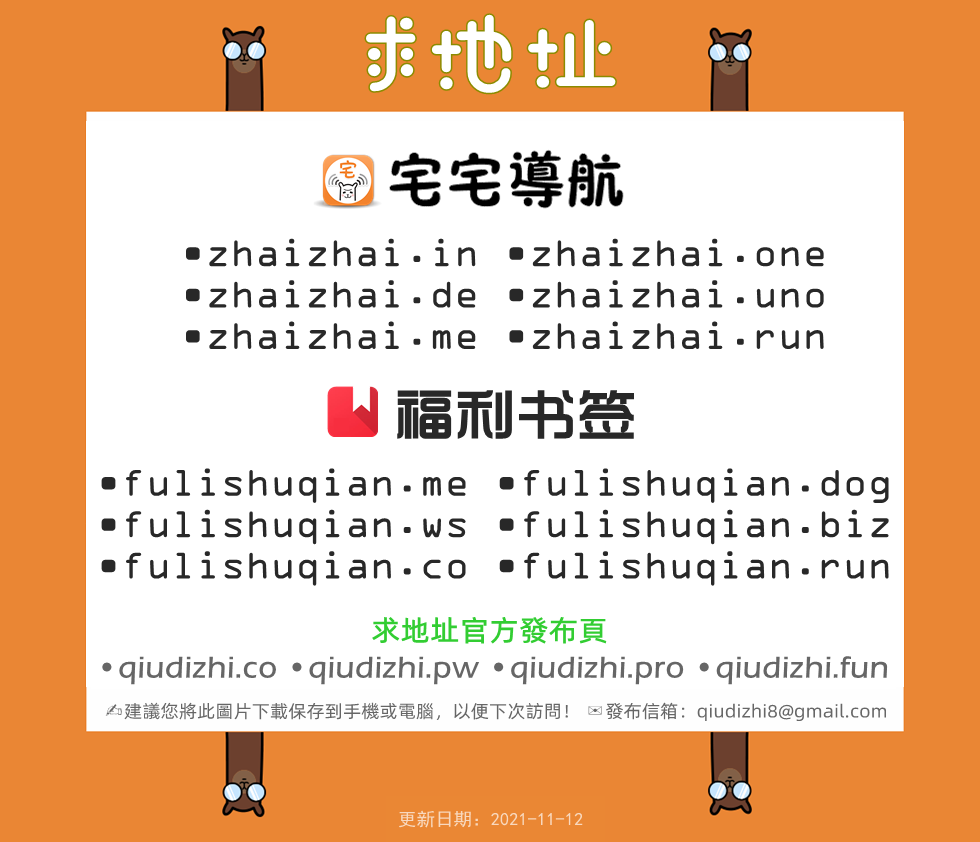 求地址
宅
宅宅導航
▪zhaizhai.in ▪zhaizhai.one
▪zhaizhai.de ▪zhaizhai.uno
▪zhaizhai.me ▪zhaizhai.run
福利书签
▪fulishuqian.me ▪fulishuqian.dog
▪fulishuqian.ws ▪fulishuqian.biz
▪fulishuqian.co ▪fulishuqian.run
求地址官方發布頁
•qiudizhi.co •qiudizhi.pw •qiudizhi.pro •qiudizhi.fun
✍建議您將此圖片下載保存到手機或電腦，以便下次訪問！ ✉發布信箱：qiudizhi8@gmail.com
更新日期：2021-11-12